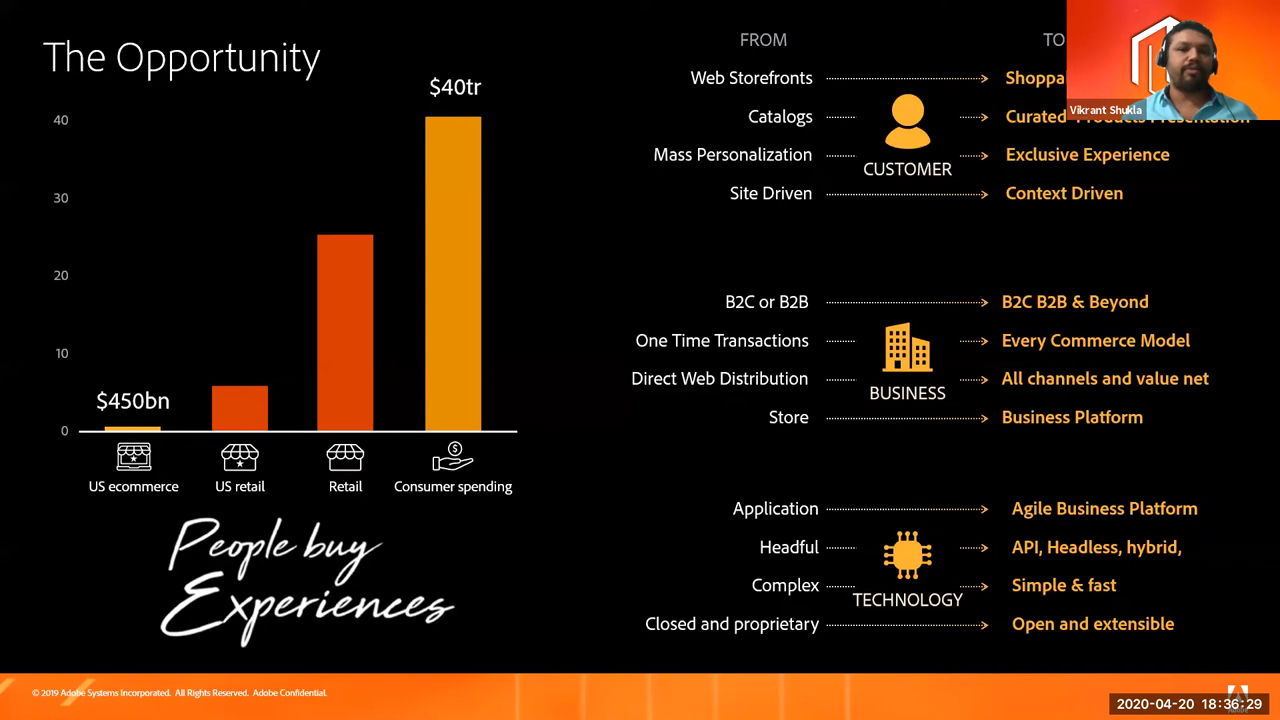 The Opportunity
$40tr
40
30
20
10
0
$450bn
US ecommerce
US retail
Retail
Consumer spending
People buy
Experiences
FROM
TO
Web Storefronts
Catalogs
CUSTOMER
Curated
Mass Personalization
Exclusive Experience
Site Driven
Context Driven
B2C or B2B
B2C B2B & Beyond
One Time Transactions
Every Commerce Model
Direct Web Distribution
BUSINESS
All channels and value net
Store
Business Platform
Application
Agile Business Platform
Headful
API, Headless, hybrid,
Complex
TECHNOLOGY
Simple & fast
Closed and proprietary
Open and extensible
Vikrant Shukla
© 2019 Adobe Systems Incorporated. All Rights Reserved. Adobe Confidential.
2020-04-20 18:36:29